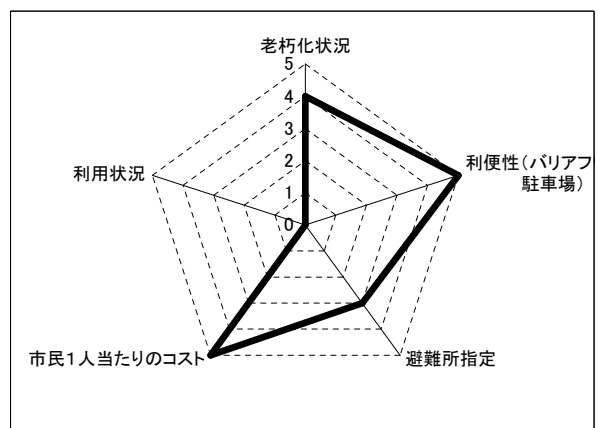 老朽化状況
5
4
3
2
1
0
利便性(バリアフ
駐車場)
利用状況
市民1人当たりのコスト
避難所指定